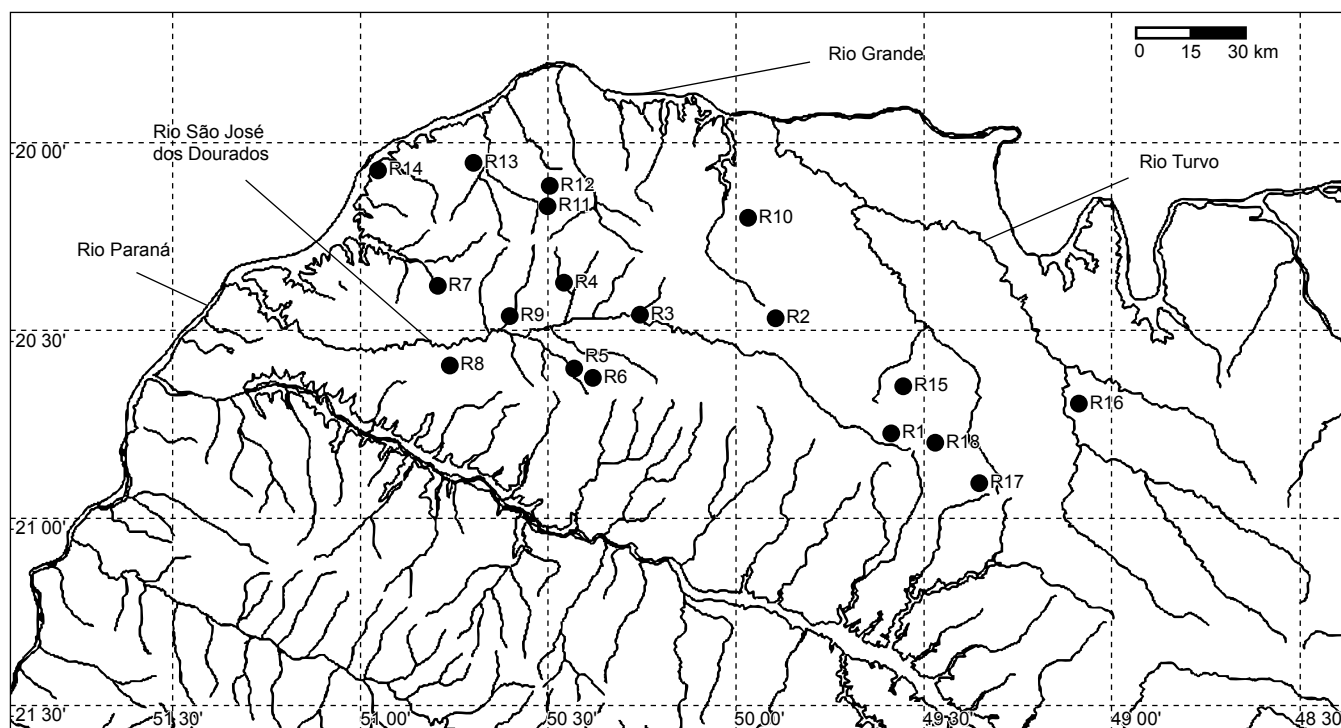 0 15 30 km
Rio Grande
Rio São José
dos Dourados
-20 00'
Rio Turvo
R14
R13
R12
R11
R10
Rio Paraná
R7
R4
R9
R3
R2
-20 30'
R8
R5
R6
R15
R16
R1
R18
R17
-21 00'
-21 30'
-51 30'
-51 00'
-50 30'
-50 00'
-49 30'
-49 00'
-48 30'